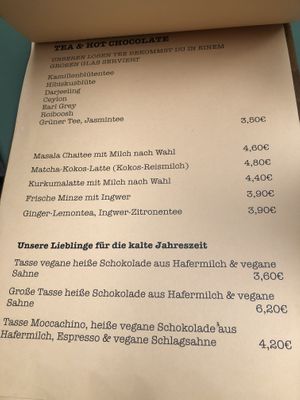 TEA & HOT CHOCOLATE
UNSEREN LOSEN TEE BEKOMMST DU IN EINEM
GROßEN GLAS SERVIERT
Kamillenblütentee
Hibiskusblüte
Darjeeling
Ceylon
Earl Grey
Roiboosh
Grüner Tee, Jasmintee 3,50€
Masala Chaitee mit Milch nach Wahl 4,60€
Matcha-Kokos-Latte (Kokos-Reismilch) 4,80€
Kurkumalatte mit Milch nach Wahl 4,40€
Frische Minze mit Ingwer 3,90€
Ginger-Lemontea, Ingwer-Zitronentee 3,90€
Unsere Lieblinge für die kalte Jahreszeit
Tasse vegane heiße Schokolade aus Hafermilch & vegane
Sahne 3,60€
Große Tasse heiße Schokolade aus Hafermilch & vegane
Sahne 6,20€
Tasse Moccachino, heiße vegane Schokolade aus
Hafermilch, Espresso & vegane Schlagsahne 4,20€